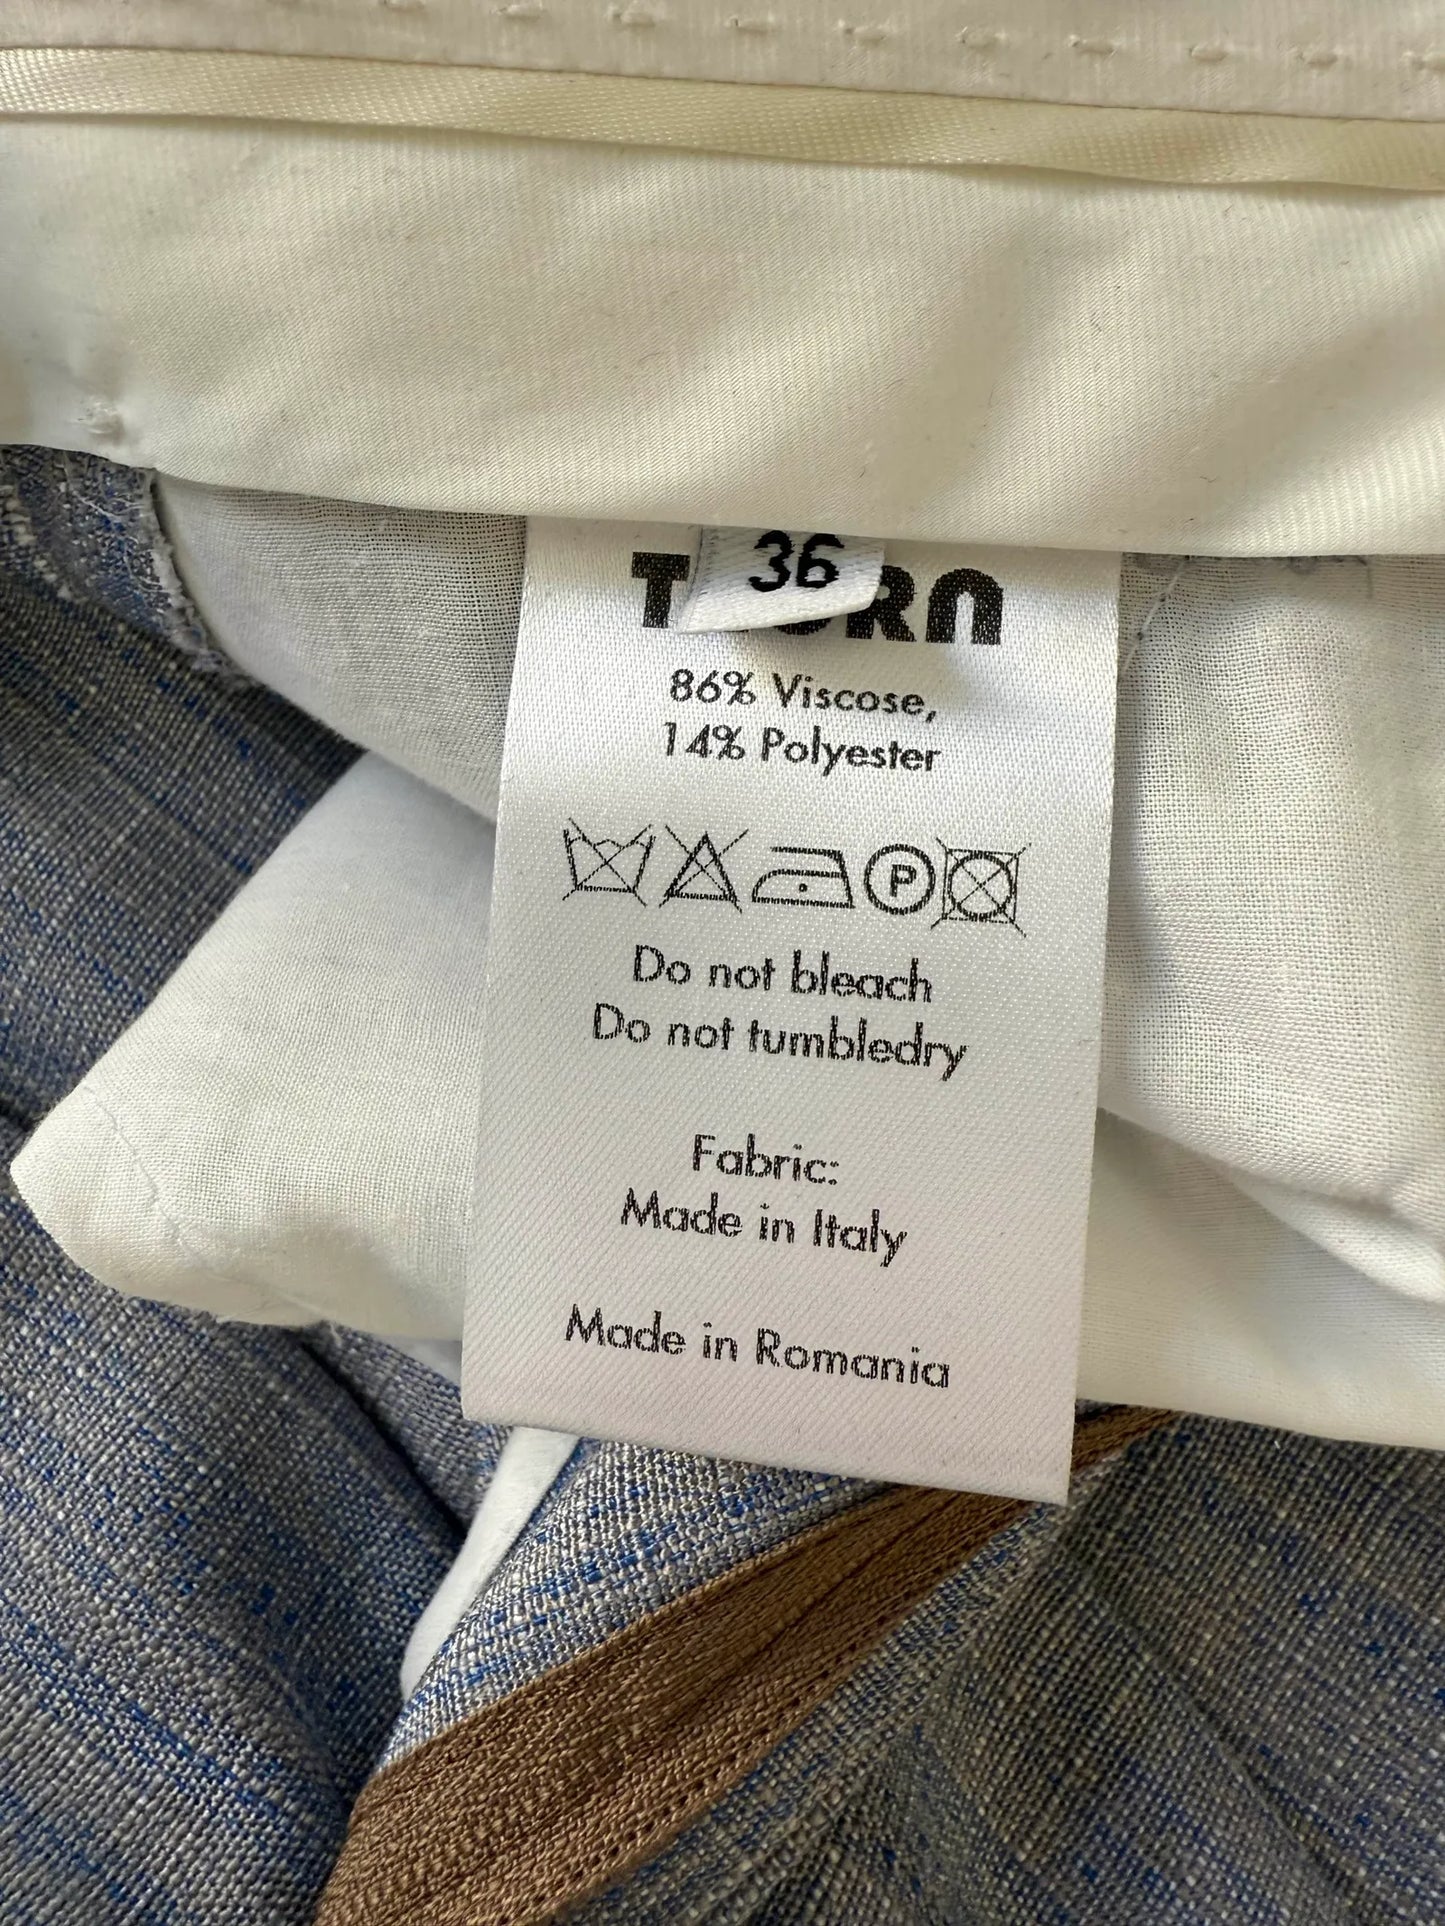 36
86% Viscose,
14% Polyester
P
Do not bleach
Do not tumbledry
Fabric:
Made in Italy
Made in Romania